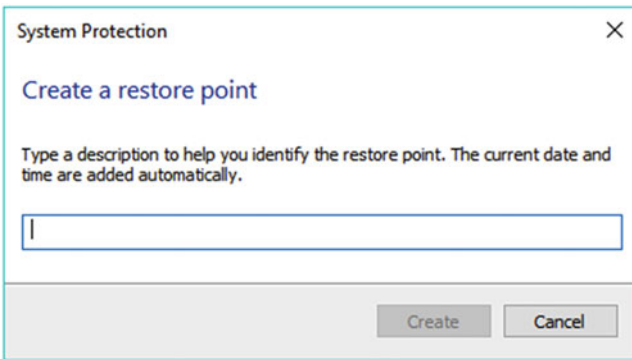 System Protection
Create a restore point
Type a description to help you identify the restore point. The current date and
time are added automatically.
Create
Cancel